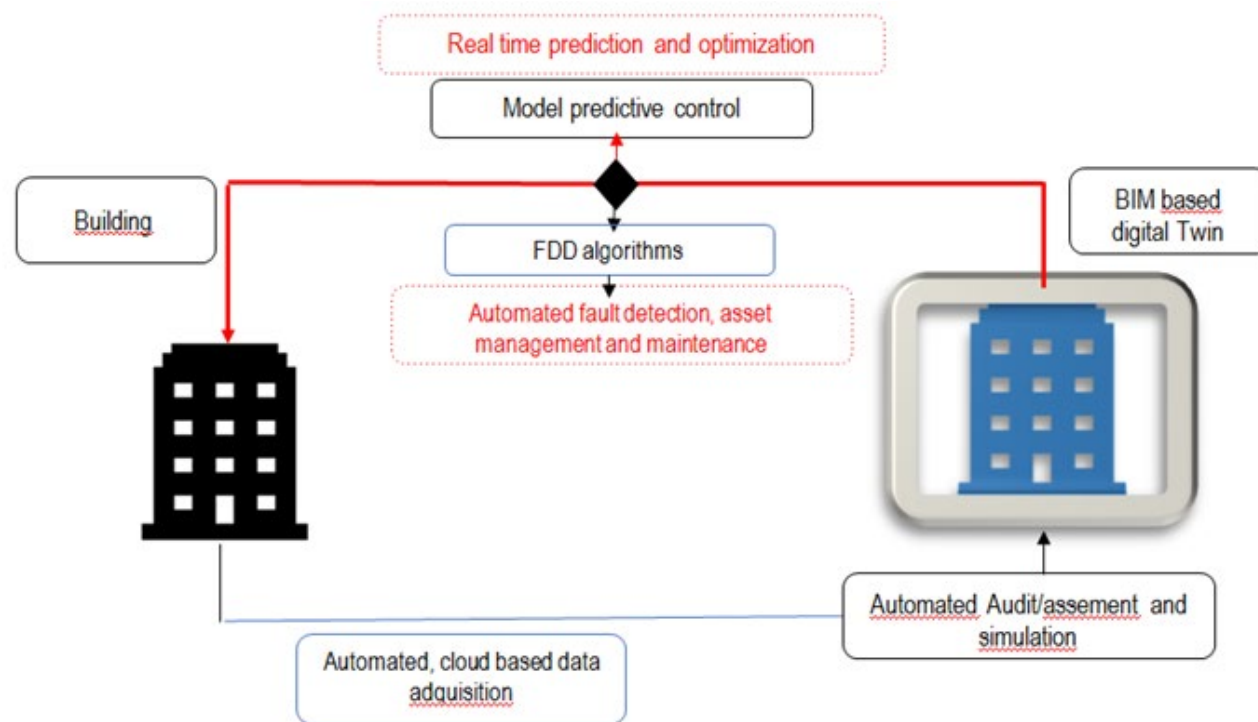 Real time prediction and optimization
Model predictive control
Building
BIM based
digital Twin
FDD algorithms
Automated fault detection, asset
management and maintenance
Automated Audit/assement and
simulation
Automated, cloud based data
adquisition